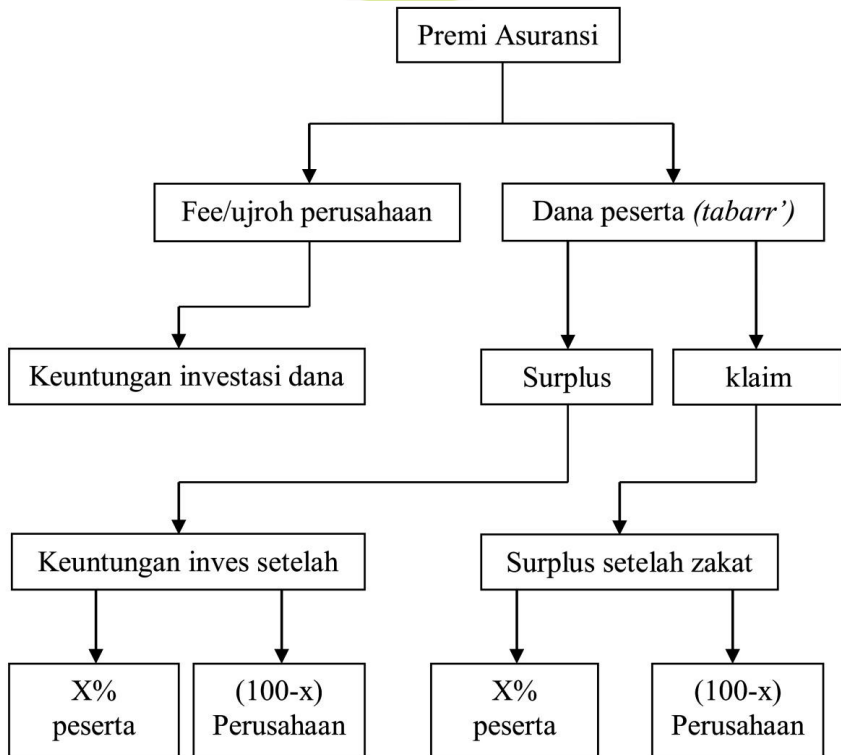 Premi Asuransi
Fee/ujroh perusahaan
Dana peserta (tabarr’)
Keuntungan investasi dana
Surplus
klaim
Keuntungan inves setelah
Surplus setelah zakat
X%
peserta
(100-x)
Perusahaan
X%
peserta
(100-x)
Perusahaan